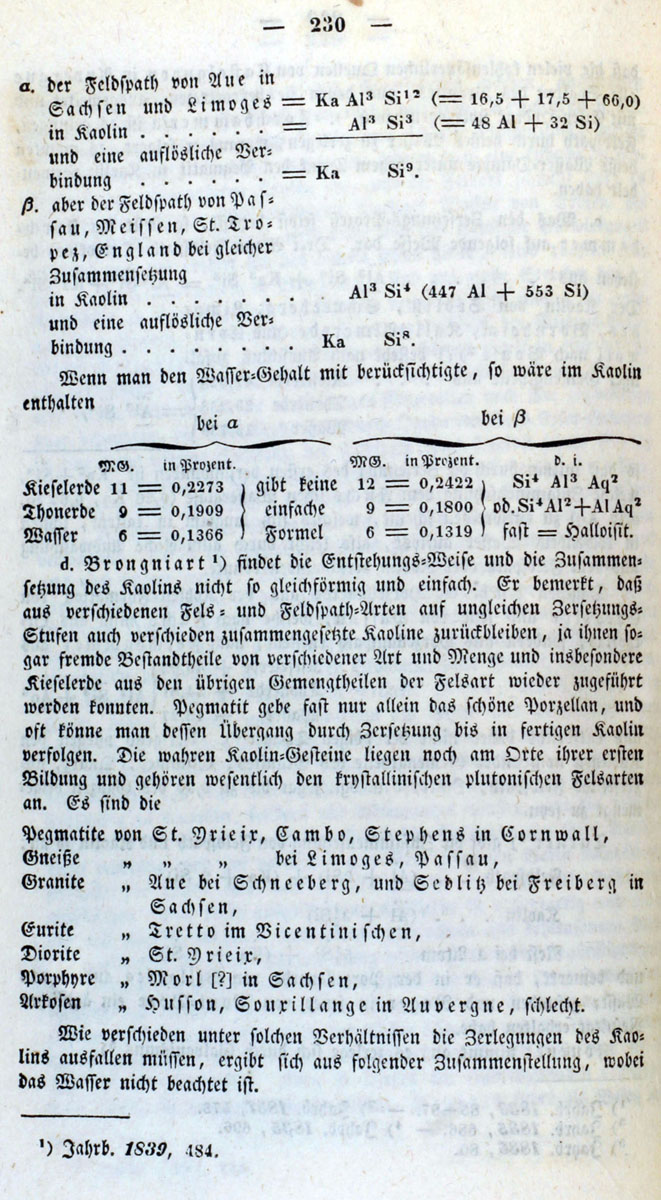 — 230 —
α. der Feldspath von Aue in
Sachsen und Limoges = Ka Al³ Si¹² (= 16,5 + 17,5 + 66,0)
in Kaolin = Al³ Si³ (= 48 Al + 32 Si)
und eine auflösliche Ver-
bindung . . . . . . = Ka Si⁹.
β. aber der Feldspath von Pas-
sau, Meissen, St. Tro-
pez, England bei gleicher
Zusammensetzung
in Kaolin . . . . . . . . Al³ Si⁴ (447 Al + 553 Si)
und eine auflösliche Ver-
bindung . . . . . . . . Ka Si⁸.
Wenn man den Wasser-Gehalt mit berücksichtigte, so wäre im Kaolin
enthalten
bei α bei β
MG. in Prozent. MG. in Prozent. d. i.
Kieselerde 11 = 0,2273 gibt keine 12 = 0,2422 Si⁴ Al³ Aq²
Thonerde 9 = 0,1909 einfache 9 = 0,1800 od. Si⁴Al²+AlAq²
Wasser 6 = 0,1366 Formel 6 = 0,1319 fast = Halloisit.
d. Brongniart ¹) findet die Entstehungs-Weise und die Zusammen-
setzung des Kaolins nicht so gleichförmig und einfach. Er bemerkt, daß
aus verschiedenen Fels- und Feldspath-Arten auf ungleichen Zersetzungs-
Stufen auch verschieden zusammengesetzte Kaoline zurückbleiben, ja ihnen so-
gar fremde Bestandtheile von verschiedener Art und Menge und insbesondere
Kieselerde aus den übrigen Gemengtheilen der Felsart wieder zugeführt
werden konnten. Pegmatit gebe fast nur allein das schöne Porzellan, und
oft könne man dessen Übergang durch Zersetzung bis in fertigen Kaolin
verfolgen. Die wahren Kaolin-Gesteine liegen noch am Orte ihrer ersten
Bildung und gehören wesentlich den krystallinischen plutonischen Felsarten
an. Es sind die
Pegmatite von St. Yrieix, Cambo, Stephens in Cornwall,
Gneiße „ „ „ bei Limoges, Passau,
Granite „ Aue bei Schneeberg, und Sedlitz bei Freiberg in
Sachsen,
Eurite „ Tretto im Vicentinischen,
Diorite „ St. Yrieix,
Porphyre „ Morl [?] in Sachsen,
Arkosen „ Husson, Souxillange in Auvergne, schlecht.
Wie verschieden unter solchen Verhältnissen die Zerlegungen des Kao-
lins ausfallen müssen, ergibt sich aus folgender Zusammenstellung, wobei
das Wasser nicht beachtet ist.
¹) Jahrb. 1839, 484.